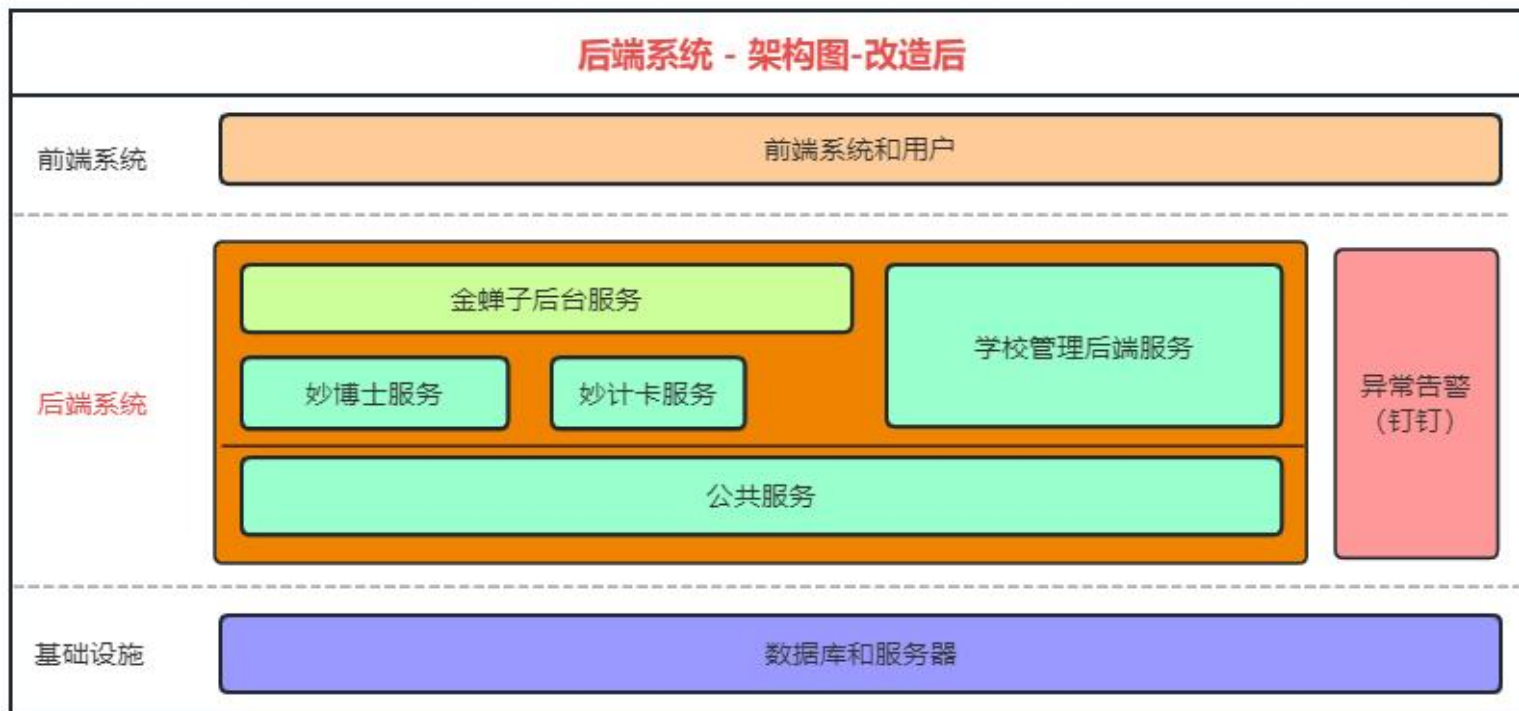 后端系统 - 架构图-改造后
前端系统
前端系统和用户
后端系统
金蝉子后台服务
学校管理后端服务
妙博士服务
妙计卡服务
公共服务
异常告警
（钉钉）
基础设施
数据库和服务器